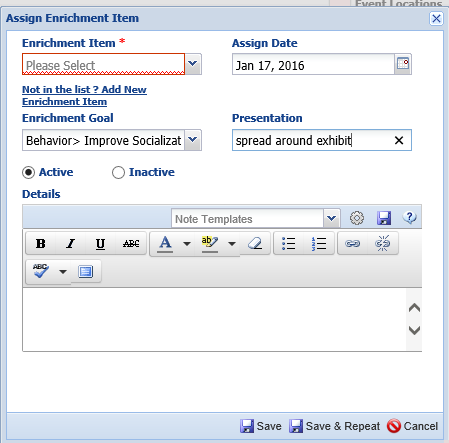 Event Locations
Assign Enrichment Item
Enrichment Item * Assign Date
Please Select Jan 17, 2016
Not in the list ? Add New
Enrichment Item
Enrichment Goal Presentation
Behavior> Improve Socializat spread around exhibit
Active Inactive
Details
Note Templates
B I U ABC A ab
ABC
Save Save & Repeat Cancel